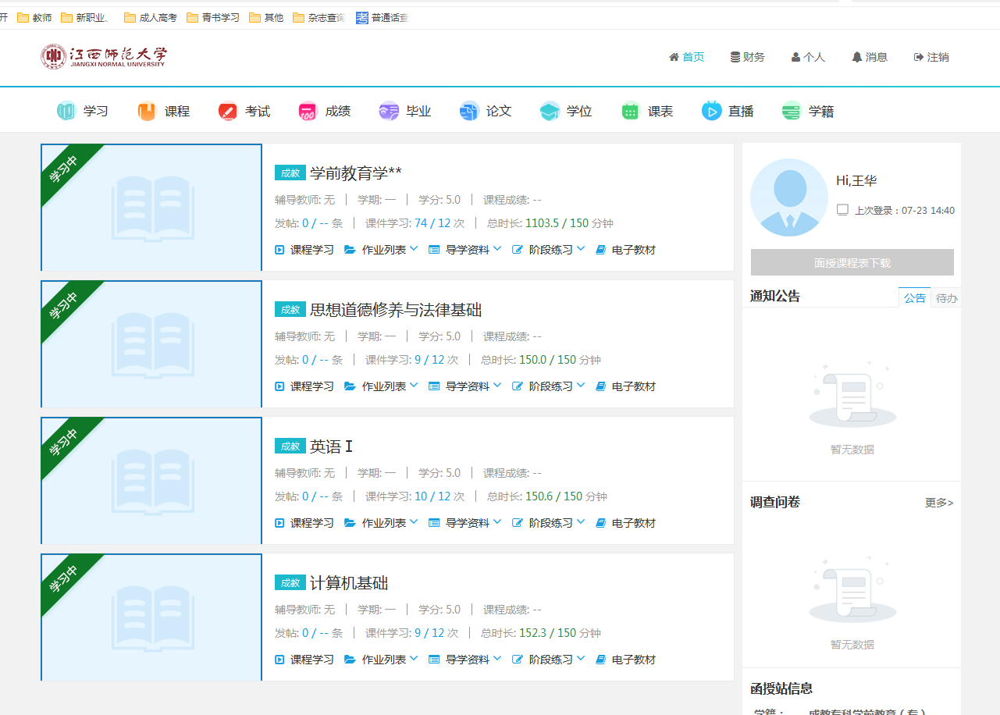 开 教师 新职业、 成人高考 青书学习 其他 杂志查询 考 普通话查
江西师范大学
JIANGXI NORMAL UNIVERSITY
首页 财务 个人 消息 注销
学习 课程 考试 成绩 毕业 论文 学位 课表 直播 学籍
学习中
成教 学前教育学**
辅导教师: 无 学期: — 学分: 5.0 课程成绩: --
发帖: 0 / -- 条 课件学习: 74 / 12 次 总时长: 1103.5 / 150 分钟
课程学习 作业列表 导学资料 阶段练习 电子教材
学习中
成教 思想道德修养与法律基础
辅导教师: 无 学期: — 学分: 5.0 课程成绩: --
发帖: 0 / -- 条 课件学习: 9 / 12 次 总时长: 150.0 / 150 分钟
课程学习 作业列表 导学资料 阶段练习 电子教材
学习中
成教 英语Ⅰ
辅导教师: 无 学期: — 学分: 5.0 课程成绩: --
发帖: 0 / -- 条 课件学习: 10 / 12 次 总时长: 150.6 / 150 分钟
课程学习 作业列表 导学资料 阶段练习 电子教材
学习中
成教 计算机基础
辅导教师: 无 学期: — 学分: 5.0 课程成绩: --
发帖: 0 / -- 条 课件学习: 9 / 12 次 总时长: 152.3 / 150 分钟
课程学习 作业列表 导学资料 阶段练习 电子教材
Hi,王华
上次登录：07-23 14:40
面授课程表下载
通知公告 公告 待办
暂无数据
调查问卷 更多>
暂无数据
函授站信息
学籍： 成教专科学前教育（专）